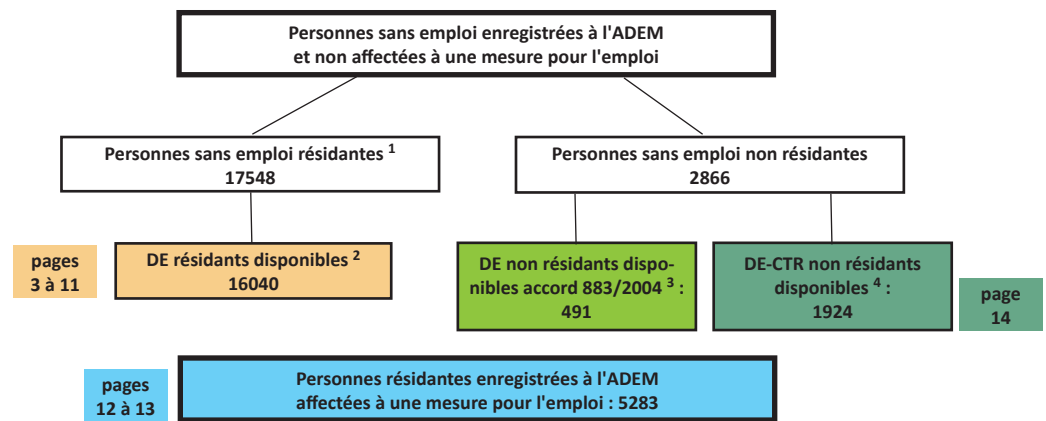 Personnes sans emploi enregistrées à l'ADEM
et non affectées à une mesure pour l'emploi
Personnes sans emploi résidantes 1
17548
Personnes sans emploi non résidantes
2866
pages
3 à 11
DE résidants disponibles 2
16040
DE non résidants dispo-
nibles accord 883/2004 3 :
491
DE-CTR non résidants
disponibles 4 :
1924
page
14
pages
12 à 13
Personnes résidantes enregistrées à l'ADEM
affectées à une mesure pour l'emploi : 5283